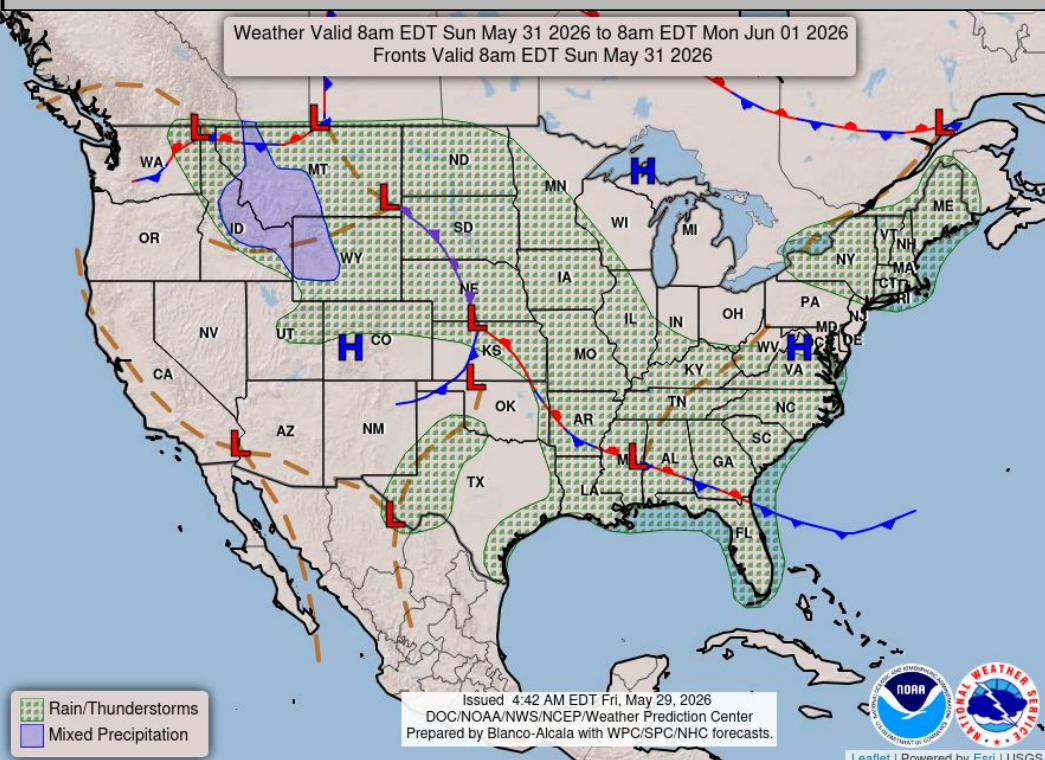 Weather Valid 8am EDT Sun May 31 2026 to 8am EDT Mon Jun 01 2026
Fronts Valid 8am EDT Sun May 31 2026
L
L
L
WA
MT
ND
H
MN
L
ME
OR
ID
SD
WI
MI
VT
NH
WY
NY
MA
IA
CT
RI
NE
PA
NJ
L
IL
IN
OH
MD
DE
NV
UT
H
CO
KS
MO
WV
H
VA
CA
L
KY
OK
TN
NC
AZ
NM
AR
SC
L
L
AL
GA
TX
LA
L
FL
Rain/Thunderstorms
Mixed Precipitation
Issued 4:42 AM EDT Fri, May 29, 2026
DOC/NOAA/NWS/NCEP/Weather Prediction Center
Prepared by Blanco-Alcala with WPC/SPC/NHC forecasts.
NOAA
NATIONAL WEATHER SERVICE
Leaflet | Powered by Esri | USGS